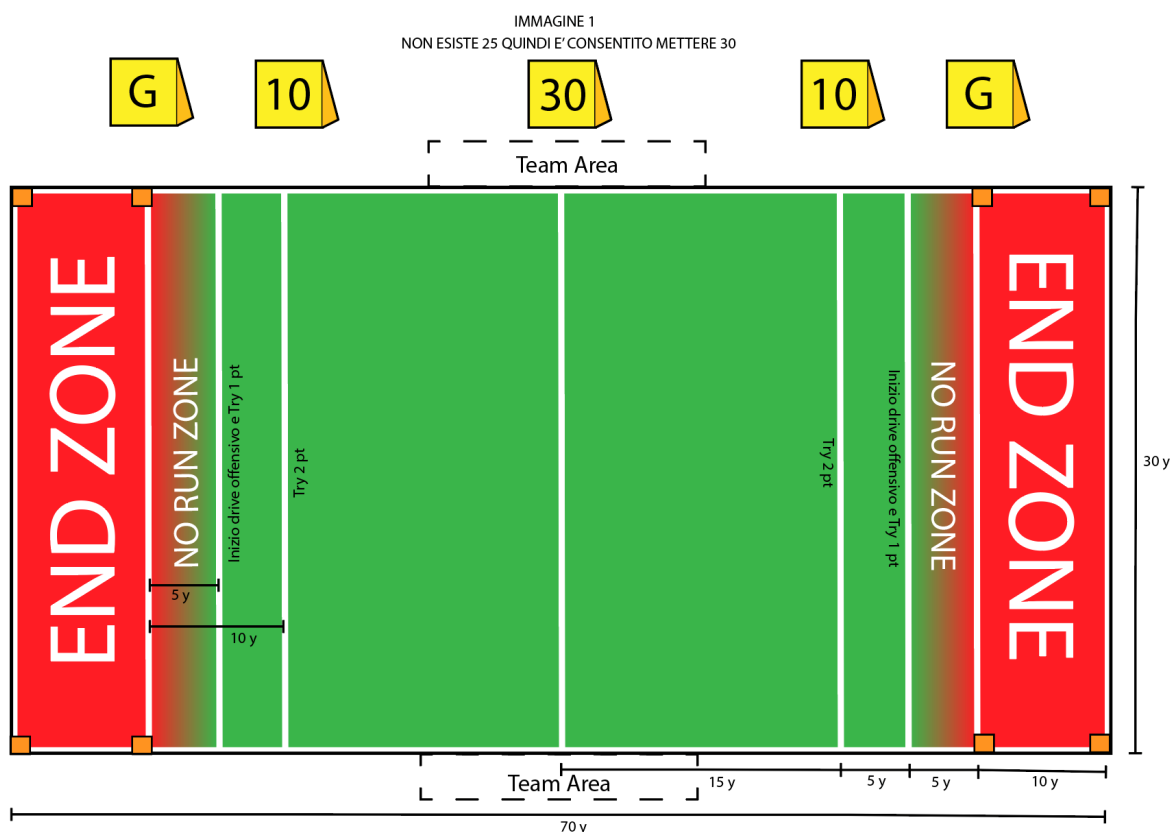 IMMAGINE 1
NON ESISTE 25 QUINDI E' CONSENTITO METTERE 30
G
10
30
10
G
Team Area
END ZONE
NO RUN ZONE
Inizio drive offensivo e Try 1 pt
Try 2 pt
Try 2 pt
Inizio drive offensivo e Try 1 pt
NO RUN ZONE
END ZONE
30 y
5 y
10 y
Team Area
15 y
5 y
5 y
10 y
70 y